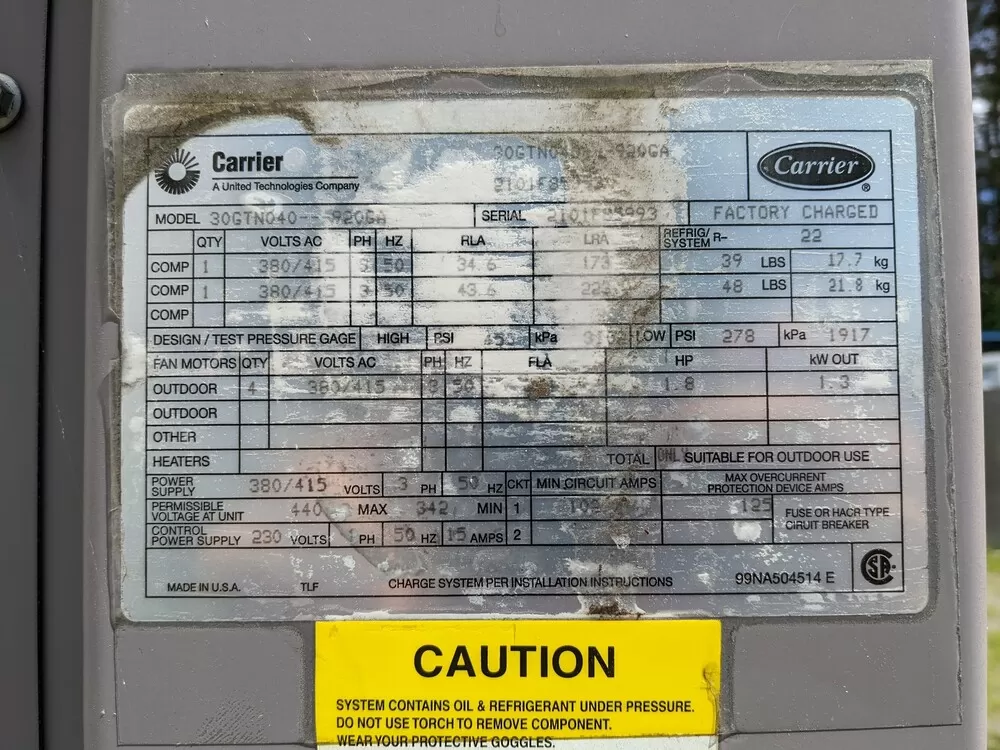 Carrier
A United Technologies Company
Carrier
®
MODEL 30GTN040---920GA SERIAL 2101F85993 FACTORY CHARGED
QTY VOLTS AC PH HZ RLA LRA REFRIG/SYSTEM R- 22
COMP 1 380/415 3 50 34.6 173 39 LBS 17.7 kg
COMP 1 380/415 3 50 43.6 48 LBS 21.8 kg
COMP
DESIGN / TEST PRESSURE GAGE HIGH PSI kPa LOW PSI 278 kPa 1917
FAN MOTORS QTY VOLTS AC PH HZ FLA HP kW OUT
OUTDOOR 4 380/415 3 50 1.8 1.3
OUTDOOR
OTHER
HEATERS TOTAL SUITABLE FOR OUTDOOR USE
POWER SUPPLY 380/415 VOLTS 3 PH 50 HZ CKT MIN CIRCUIT AMPS MAX OVERCURRENT PROTECTION DEVICE AMPS
PERMISSIBLE VOLTAGE AT UNIT 440 MAX 342 MIN 1 125 FUSE OR HACR TYPE CIRUIT BREAKER
CONTROL POWER SUPPLY 230 VOLTS 1 PH 50 HZ 15 AMPS 2
MADE IN U.S.A. TLF CHARGE SYSTEM PER INSTALLATION INSTRUCTIONS 99NA504514 E
CAUTION
SYSTEM CONTAINS OIL & REFRIGERANT UNDER PRESSURE.
DO NOT USE TORCH TO REMOVE COMPONENT.
WEAR YOUR PROTECTIVE GOGGLES.